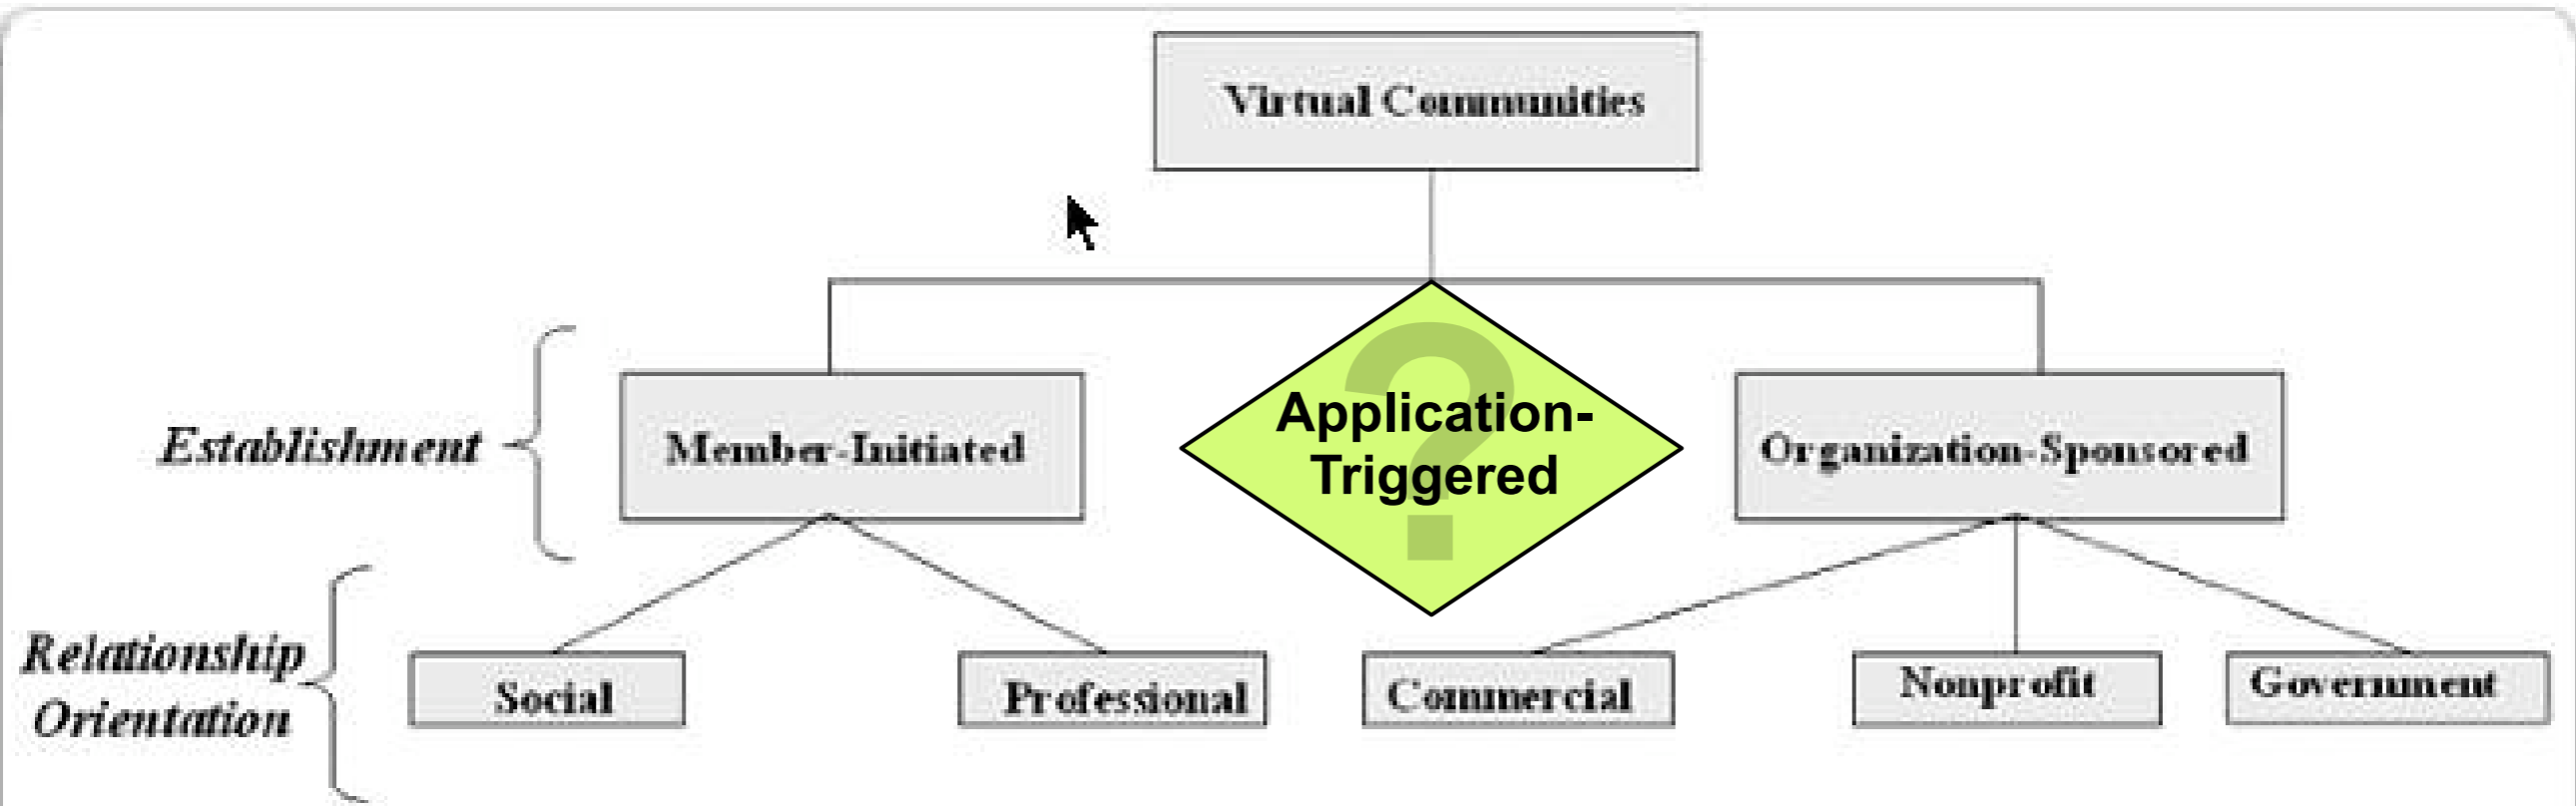 Virtual Communities
?
Establishment
Member-Initiated
Application-
Triggered
Organization-Sponsored
Relationship
Orientation
Social
Professional
Commercial
Nonprofit
Government